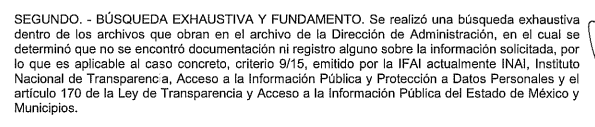 SEGUNDO. - BÚSQUEDA EXHAUSTIVA Y FUNDAMENTO. Se realizó una búsqueda exhaustiva
dentro de los archivos que obran en el archivo de la Dirección de Administración, en el cual se
determinó que no se encontró documentación ni registro alguno sobre la información solicitada, por
lo que es aplicable al caso concreto, criterio 9/15, emitido por la IFAI actualmente INAI, Instituto
Nacional de Transparencia, Acceso a la Información Pública y Protección a Datos Personales y el
artículo 170 de la Ley de Transparencia y Acceso a la Información Pública del Estado de México y
Municipios.